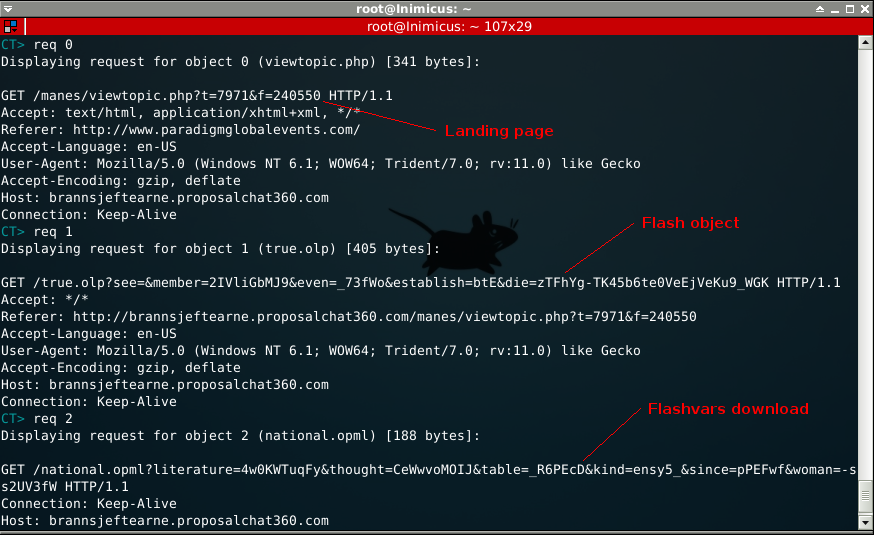 root@Inimicus: ~
root@Inimicus: ~ 107x29
CT> req 0
Displaying request for object 0 (viewtopic.php) [341 bytes]:
GET /manes/viewtopic.php?t=7971&f=240550 HTTP/1.1
Accept: text/html, application/xhtml+xml, */*
Landing page
Referer: http://www.paradigmglobalevents.com/
Accept-Language: en-US
User-Agent: Mozilla/5.0 (Windows NT 6.1; WOW64; Trident/7.0; rv:11.0) like Gecko
Accept-Encoding: gzip, deflate
Host: brannsjeftearne.proposalchat360.com
Connection: Keep-Alive
CT> req 1
Flash object
Displaying request for object 1 (true.olp) [405 bytes]:
GET /true.olp?see=&member=2IVliGbMJ9&even=_73fWo&establish=btE&die=zTFhYg-TK45b6te0VeEjVeKu9_WGK HTTP/1.1
Accept: */*
Referer: http://brannsjeftearne.proposalchat360.com/manes/viewtopic.php?t=7971&f=240550
Accept-Language: en-US
User-Agent: Mozilla/5.0 (Windows NT 6.1; WOW64; Trident/7.0; rv:11.0) like Gecko
Accept-Encoding: gzip, deflate
Host: brannsjeftearne.proposalchat360.com
Connection: Keep-Alive
Flashvars download
CT> req 2
Displaying request for object 2 (national.opml) [188 bytes]:
GET /national.opml?literature=4w0KWTuqFy&thought=CeWwvoMOIJ&table=_R6PEcD&kind=ensy5_&since=pPEFwf&woman=-s
s2UV3fW HTTP/1.1
Connection: Keep-Alive
Host: brannsjeftearne.proposalchat360.com